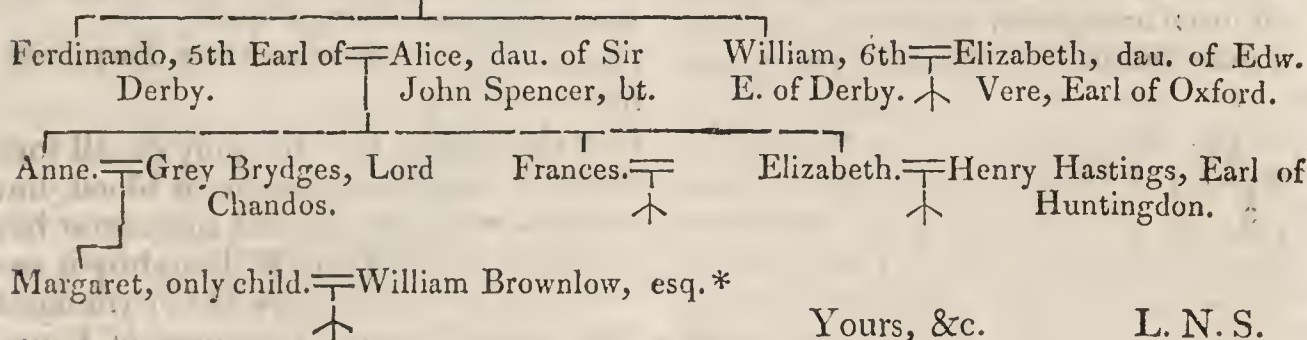 Ferdinando, 5th Earl of Derby. Alice, dau. of Sir John Spencer, bt. William, 6th E. of Derby. Elizabeth, dau. of Edw. Vere, Earl of Oxford.
Anne. Grey Brydges, Lord Chandos. Frances. Elizabeth. Henry Hastings, Earl of Huntingdon.
Margaret, only child. William Brownlow, esq.*
Yours, &c. L. N. S.